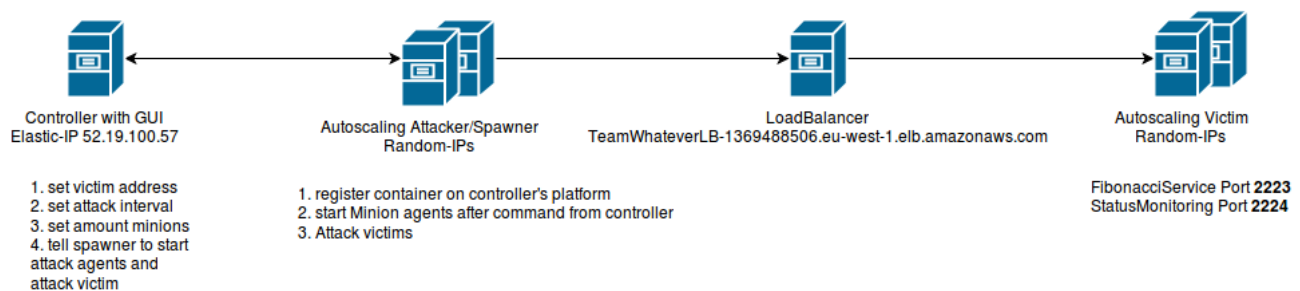 Controller with GUI
Elastic-IP 52.19.100.57
Autoscaling Attacker/Spawner
Random-IPs
LoadBalancer
TeamWhateverLB-1369488506.eu-west-1.elb.amazonaws.com
Autoscaling Victim
Random-IPs
1. set victim address
2. set attack interval
3. set amount minions
4. tell spawner to start
attack agents and
attack victim
1. register container on controller's platform
2. start Minion agents after command from controller
3. Attack victims
FibonacciService Port 2223
StatusMonitoring Port 2224